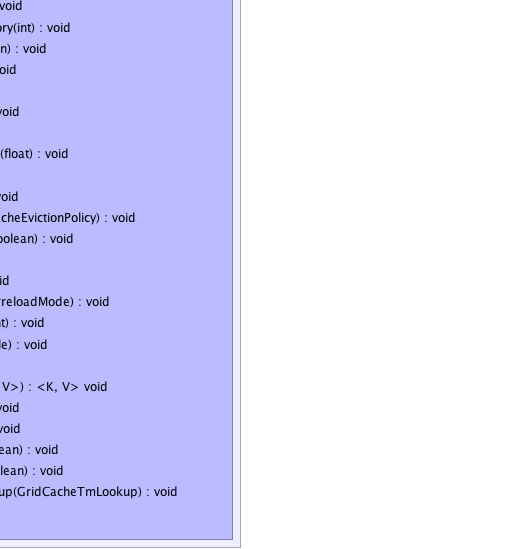 void
ory(int) : void
n) : void
oid
void
(float) : void
void
cheEvictionPolicy) : void
oolean) : void
id
reloadMode) : void
t) : void
le) : void
V>) : <K, V> void
void
void
ean) : void
lean) : void
up(GridCacheTmLookup) : void